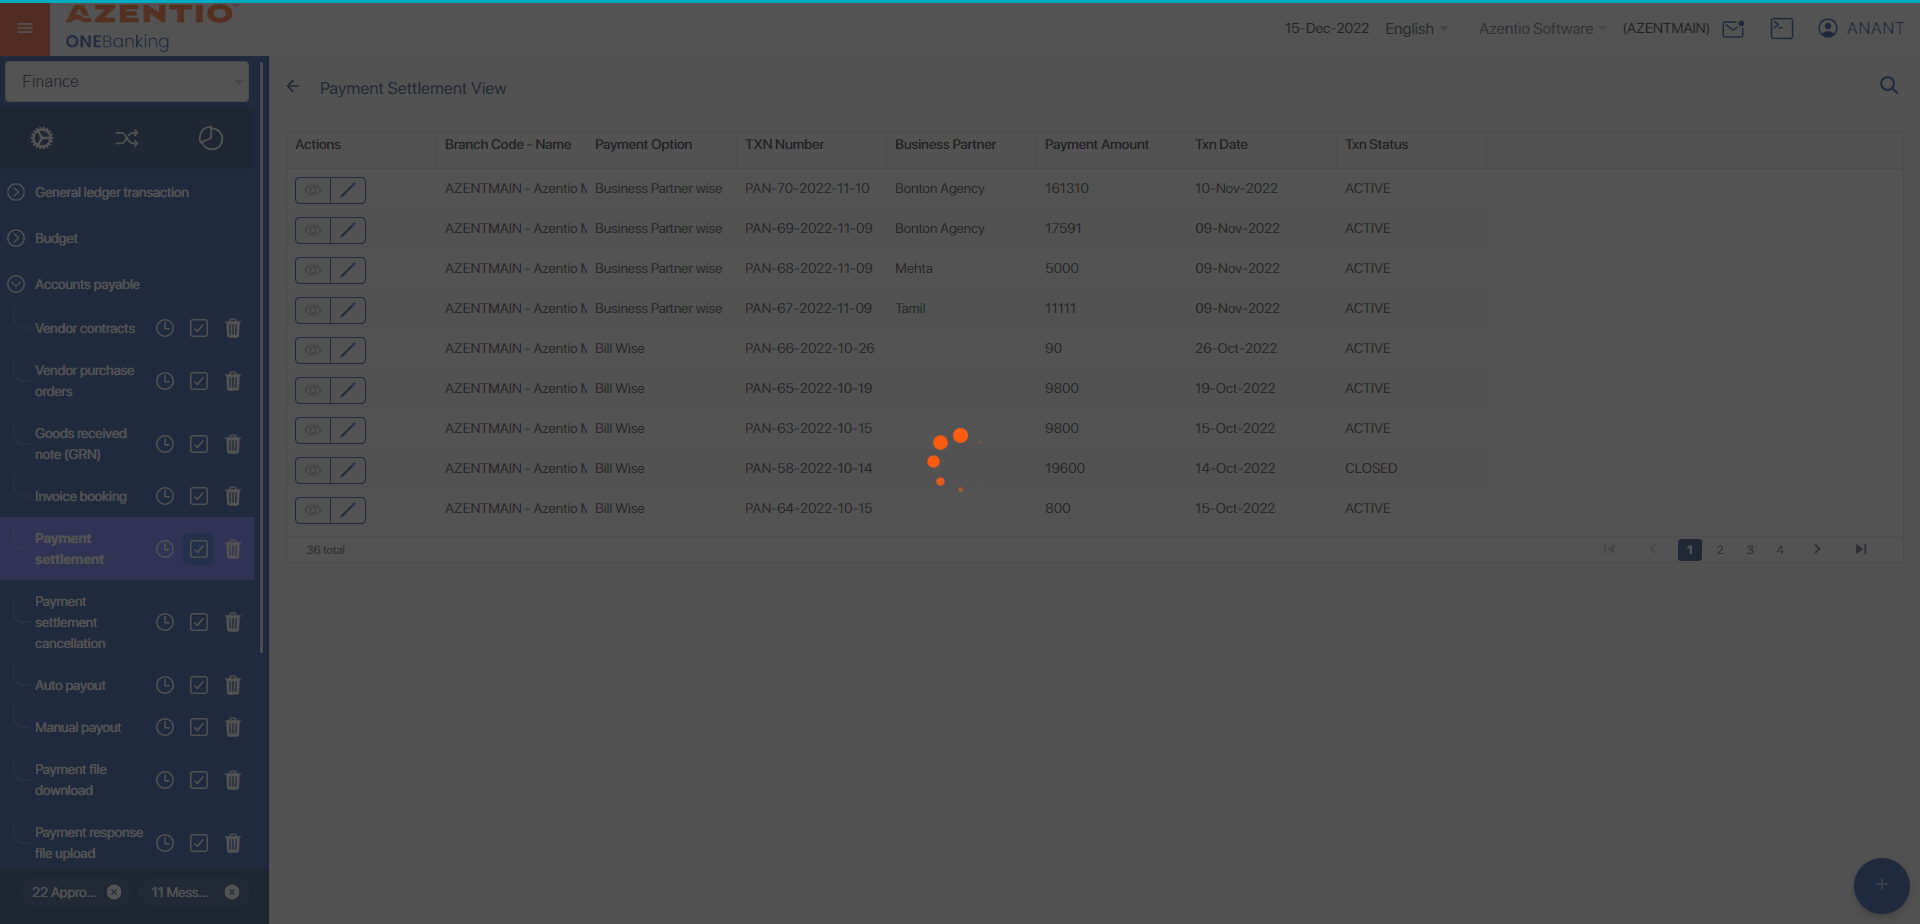 AZENTIO
ONEBanking
15-Dec-2022 English Azentio Software (AZENTMAIN) ANANT
Finance
Payment Settlement View
General ledger transaction
Budget
Accounts payable
Vendor contracts
Vendor purchase
orders
Goods received
note (GRN)
Invoice booking
Payment
settlement
Payment
settlement
cancellation
Auto payout
Manual payout
Payment file
download
Payment response
file upload
22 Appro... 11 Mess...
Actions Branch Code - Name Payment Option TXN Number Business Partner Payment Amount Txn Date Txn Status
AZENTMAIN - Azentio Business Partner wise PAN-70-2022-11-10 Bonton Agency 161310 10-Nov-2022 ACTIVE
AZENTMAIN - Azentio Business Partner wise PAN-69-2022-11-09 Bonton Agency 17591 09-Nov-2022 ACTIVE
AZENTMAIN - Azentio Business Partner wise PAN-68-2022-11-09 Mehta 5000 09-Nov-2022 ACTIVE
AZENTMAIN - Azentio Business Partner wise PAN-67-2022-11-09 Tamil 11111 09-Nov-2022 ACTIVE
AZENTMAIN - Azentio Bill Wise PAN-66-2022-10-26 90 26-Oct-2022 ACTIVE
AZENTMAIN - Azentio Bill Wise PAN-65-2022-10-19 9800 19-Oct-2022 ACTIVE
AZENTMAIN - Azentio Bill Wise PAN-63-2022-10-15 9800 15-Oct-2022 ACTIVE
AZENTMAIN - Azentio Bill Wise PAN-58-2022-10-14 19600 14-Oct-2022 CLOSED
AZENTMAIN - Azentio Bill Wise PAN-64-2022-10-15 800 15-Oct-2022 ACTIVE
36 total 1 2 3 4